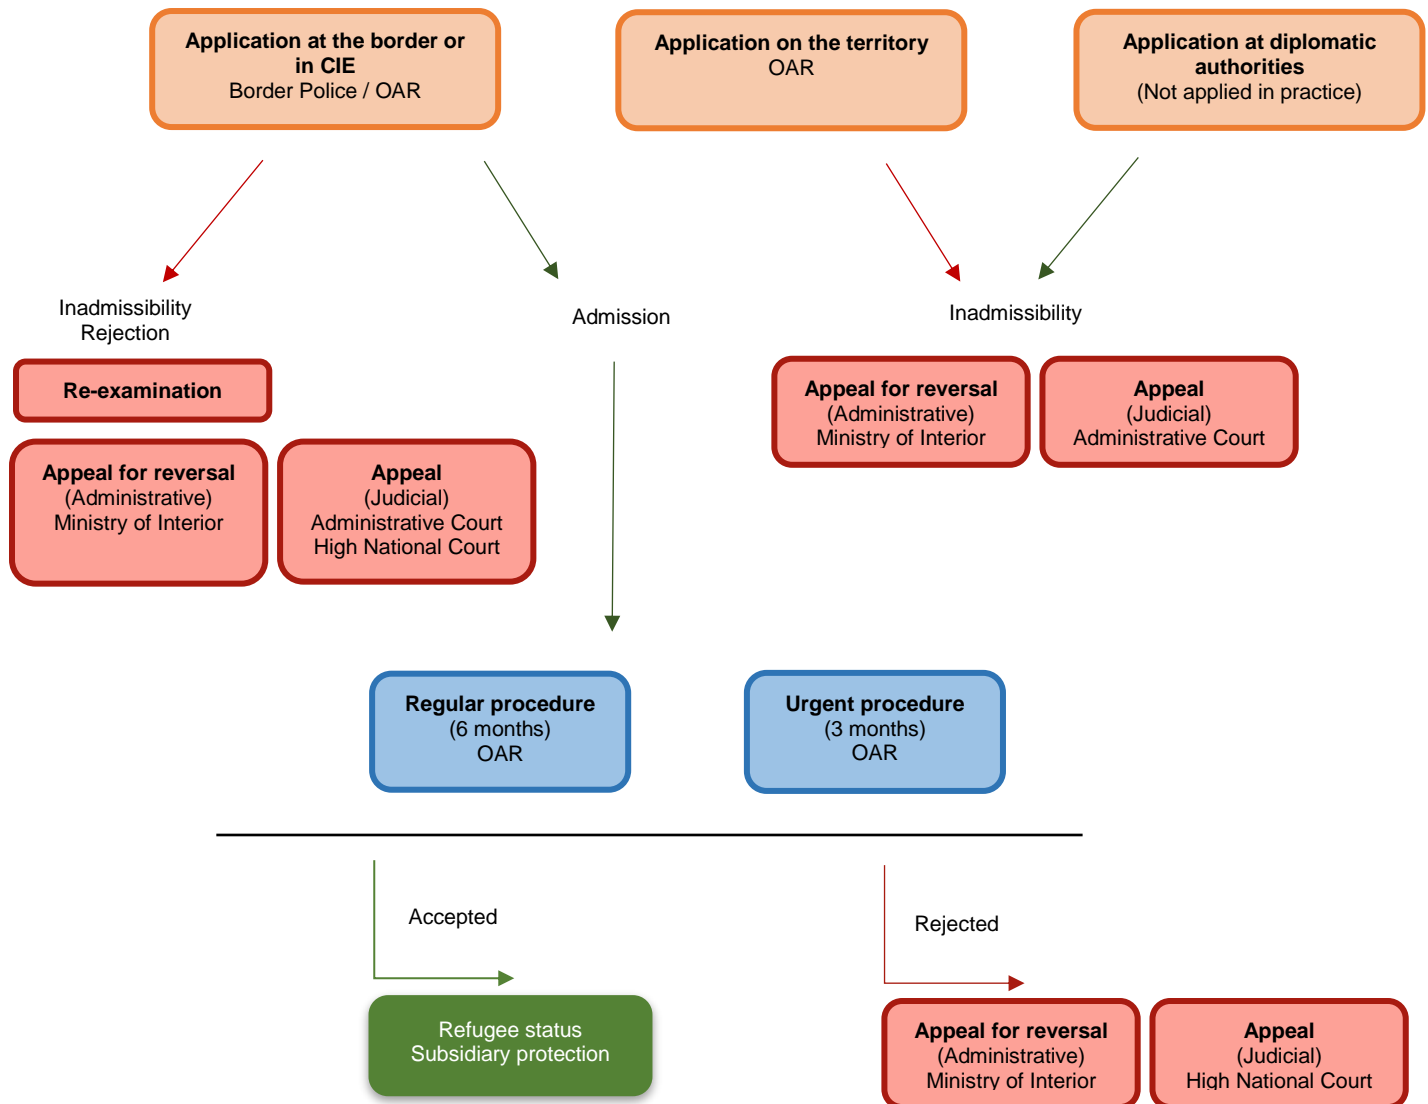 Application at the border or
in CIE
Border Police / OAR
Application on the territory
OAR
Application at diplomatic
authorities
(Not applied in practice)
Inadmissibility
Rejection
Admission
Inadmissibility
Re-examination
Appeal for reversal
(Administrative)
Ministry of Interior
Appeal
(Judicial)
Administrative Court
High National Court
Appeal for reversal
(Administrative)
Ministry of Interior
Appeal
(Judicial)
Administrative Court
Regular procedure
(6 months)
OAR
Urgent procedure
(3 months)
OAR
Accepted
Rejected
Refugee status
Subsidiary protection
Appeal for reversal
(Administrative)
Ministry of Interior
Appeal
(Judicial)
High National Court